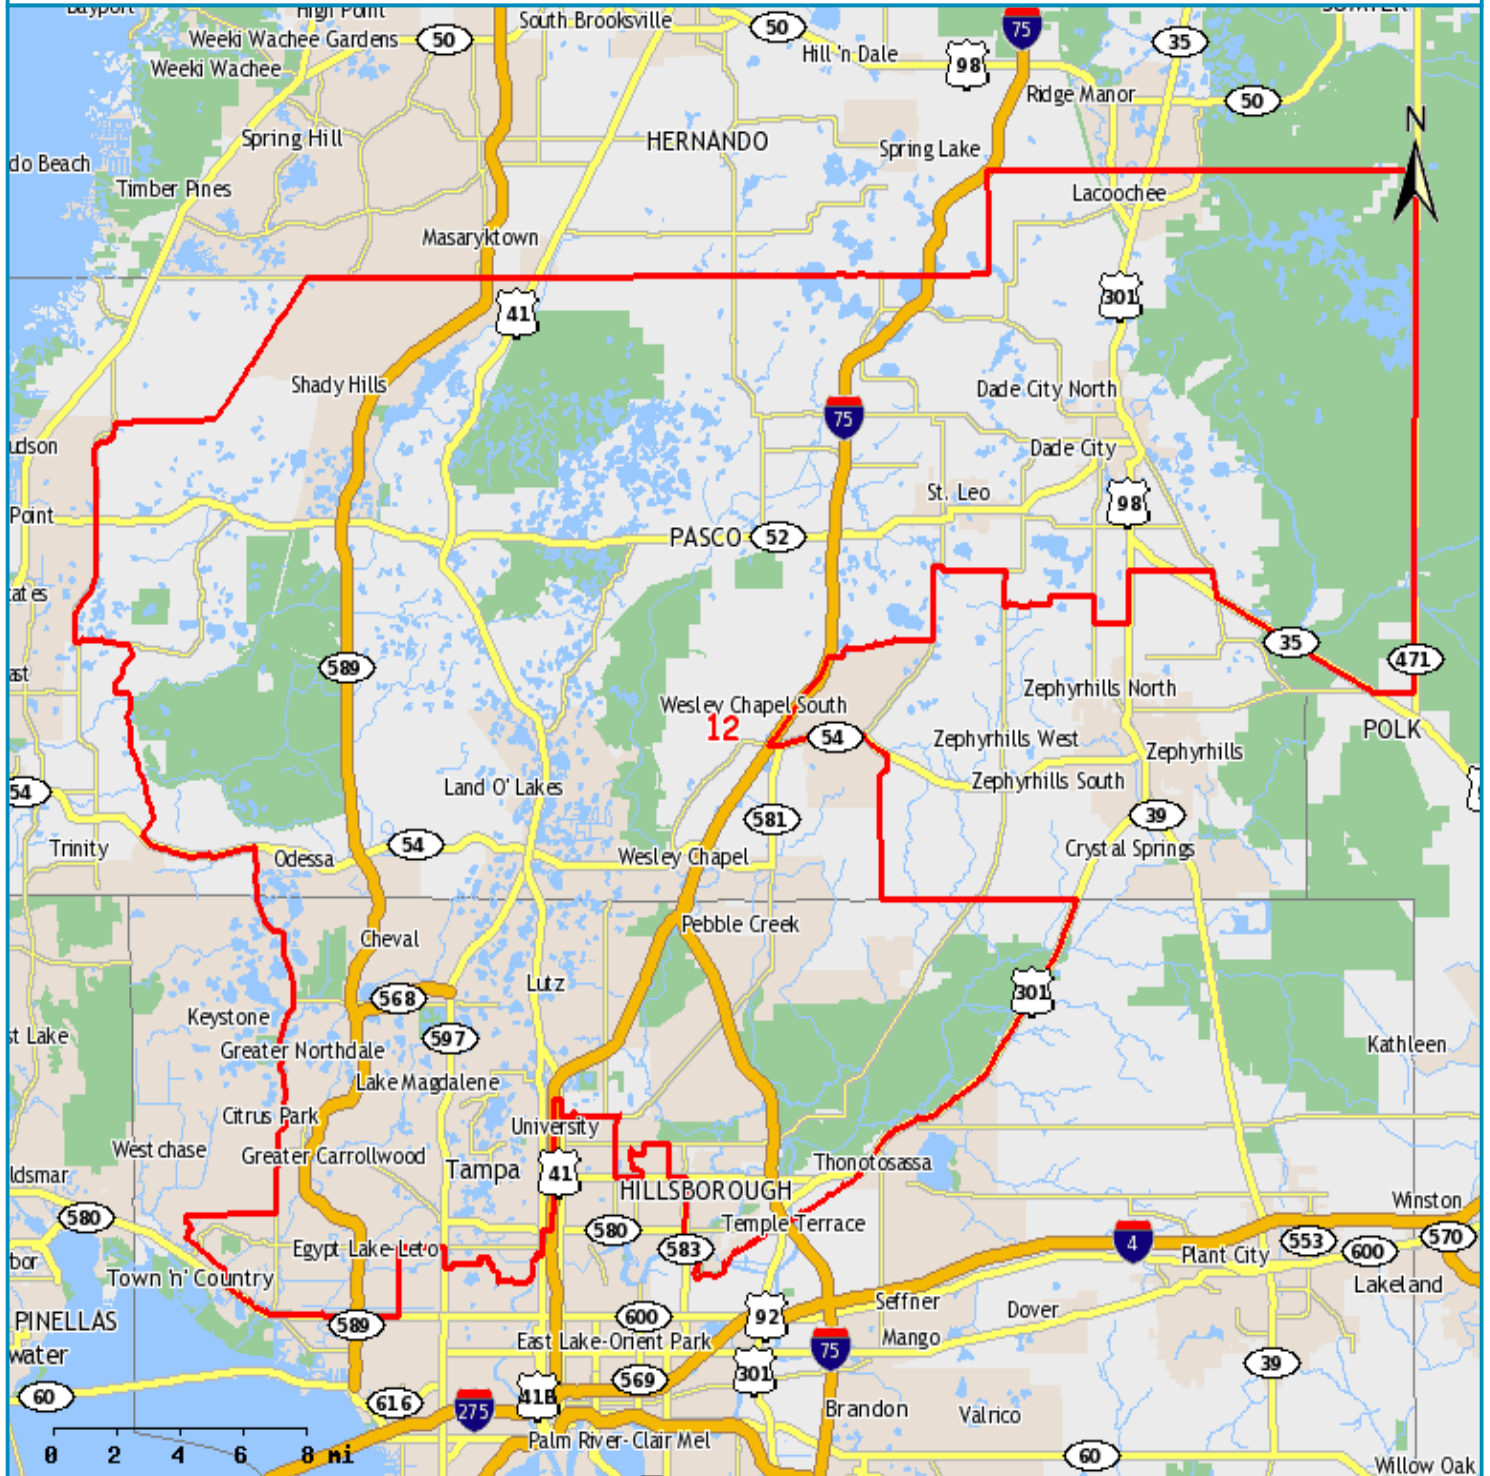 Bayport
High Point
South Brooksville
50
75
35
SUMTER
Weeki Wachee Gardens
50
Hill 'n Dale
98
Weeki Wachee
Ridge Manor
50
N
Spring Hill
HERNANDO
Spring Lake
do Beach
Timber Pines
Lacoochee
Masaryktown
301
41
Shady Hills
Dade City North
75
udson
Dade City
St. Leo
98
Point
PASCO
52
ates
35
589
471
ast
Zephyrhills North
Wesley Chapel South
12
54
Zephyrhills West
Zephyrhills
POLK
Zephyrhills South
54
Land O' Lakes
581
39
Trinity
54
Odessa
Wesley Chapel
Crystal Springs
Pebble Creek
Cheval
Lutz
568
301
Keystone
st Lake
597
Greater Northdale
Kathleen
Lake Magdalene
Citrus Park
University
Westchase
Greater Carrollwood
Tampa
41
Thonotosassa
ldsmar
HILLSBOROUGH
Winston
580
580
Temple Terrace
Egypt Lake-Leto
583
4
553
600
570
bor
Plant City
Town 'n' Country
Lakeland
Seffner
PINELLAS
589
600
92
Dover
East Lake-Orient Park
Mango
water
75
569
301
39
60
616
275
41B
Brandon
Valrico
0 2 4 6 8 mi
Palm River-Clair Mel
60
Willow Oak